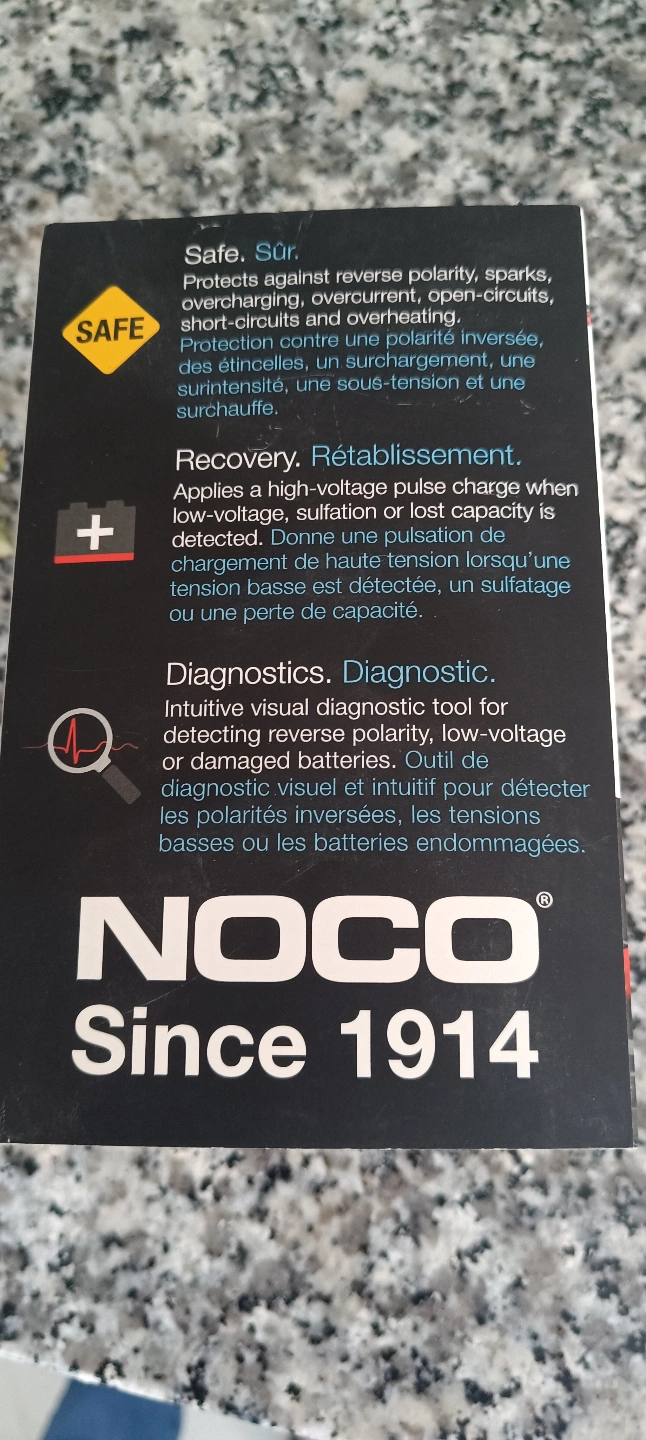 Safe. Sûr.
Protects against reverse polarity, sparks,
overcharging, overcurrent, open-circuits,
short-circuits and overheating.
Protection contre une polarité inversée,
des étincelles, un surchargement, une
surintensité, une sous-tension et une
surchauffe.
SAFE
Recovery. Rétablissement.
Applies a high-voltage pulse charge when
low-voltage, sulfation or lost capacity is
detected. Donne une pulsation de
chargement de haute tension lorsqu'une
tension basse est détectée, un sulfatage
ou une perte de capacité.
Diagnostics. Diagnostic.
Intuitive visual diagnostic tool for
detecting reverse polarity, low-voltage
or damaged batteries. Outil de
diagnostic visuel et intuitif pour détecter
les polarités inversées, les tensions
basses ou les batteries endommagées.
NOCO®
Since 1914